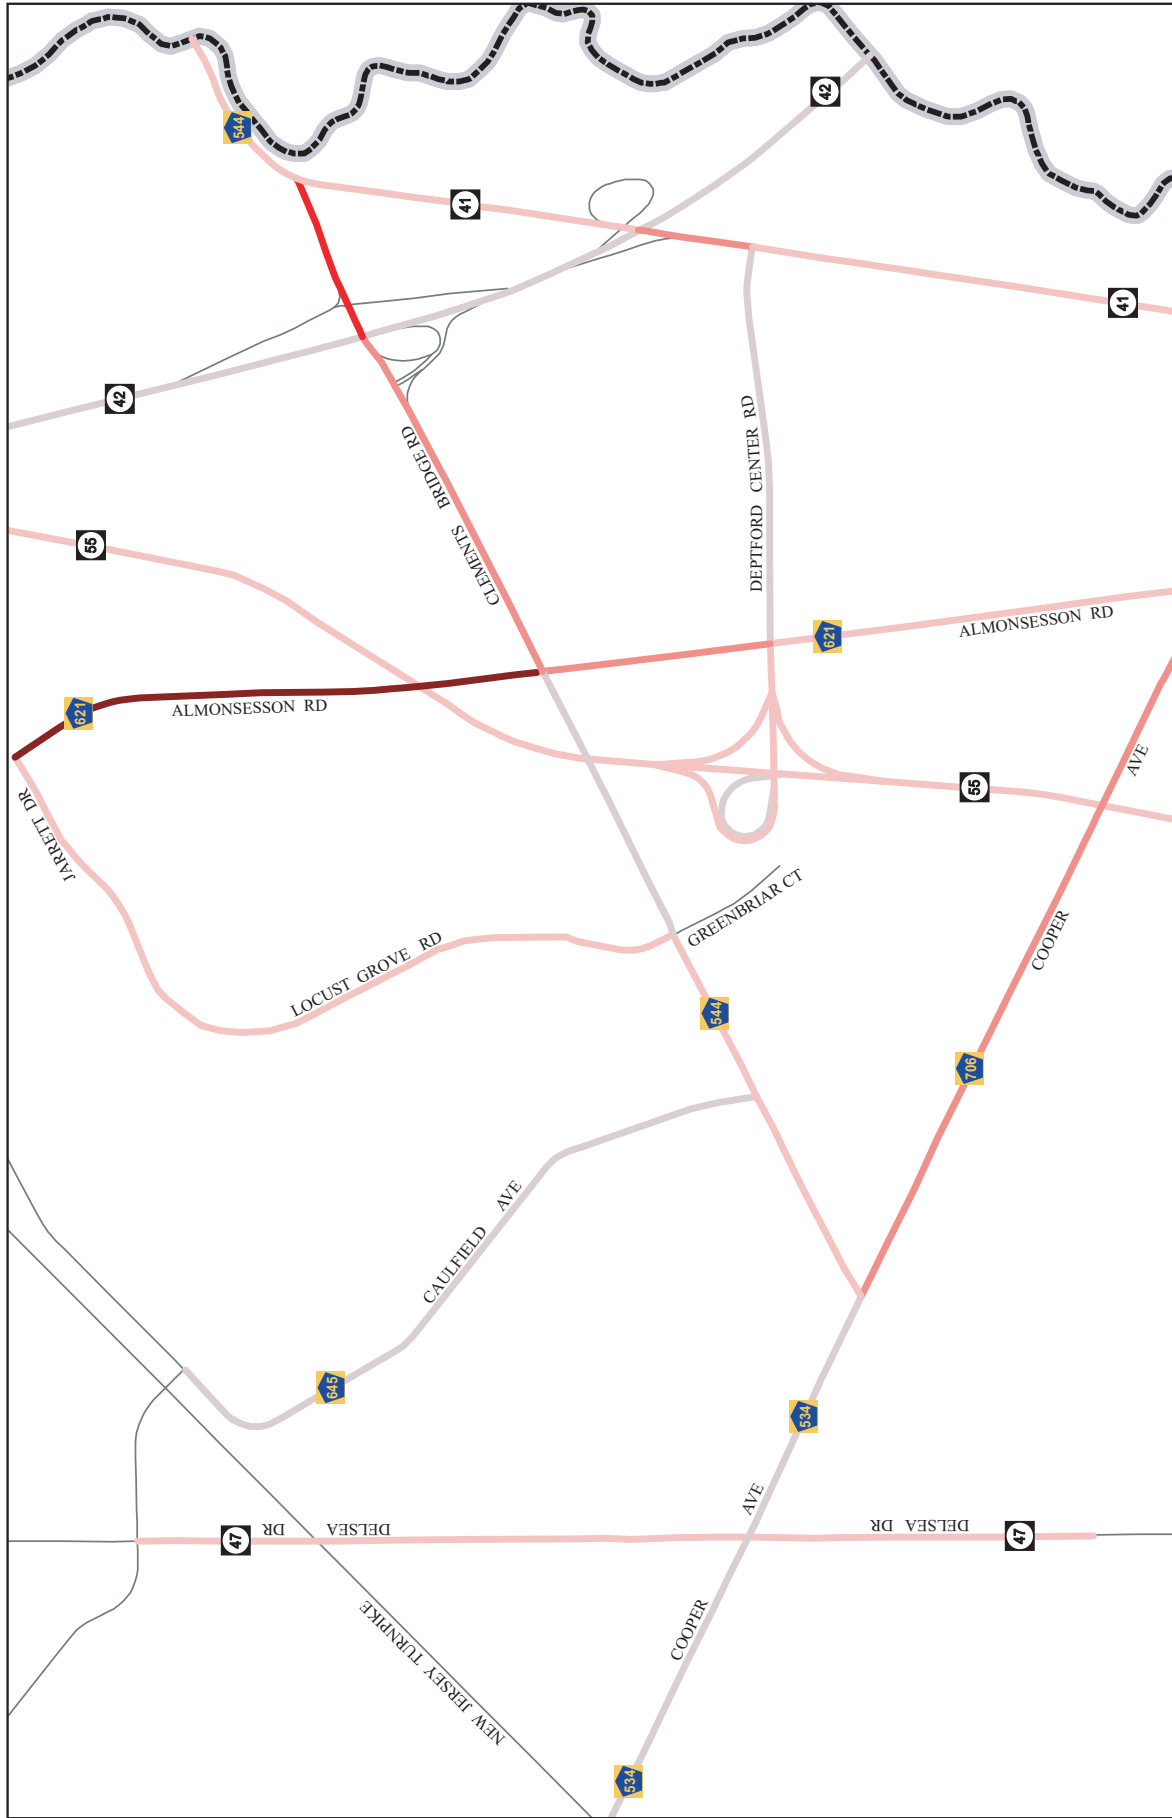 544
42
41
41
42
BRIDGE RD
CLEMENTS
DEPTFORD CENTER RD
55
621
ALMONSESSON RD
621
ALMONSESSON RD
JARRETT DR
55
AVE
GREENBRIAR CT
COOPER
LOCUST GROVE RD
544
706
AVE
CAULFIELD
645
534
AVE
47
DELSEA DR
DELSEA DR
47
COOPER
NEW JERSEY TURNPIKE
534